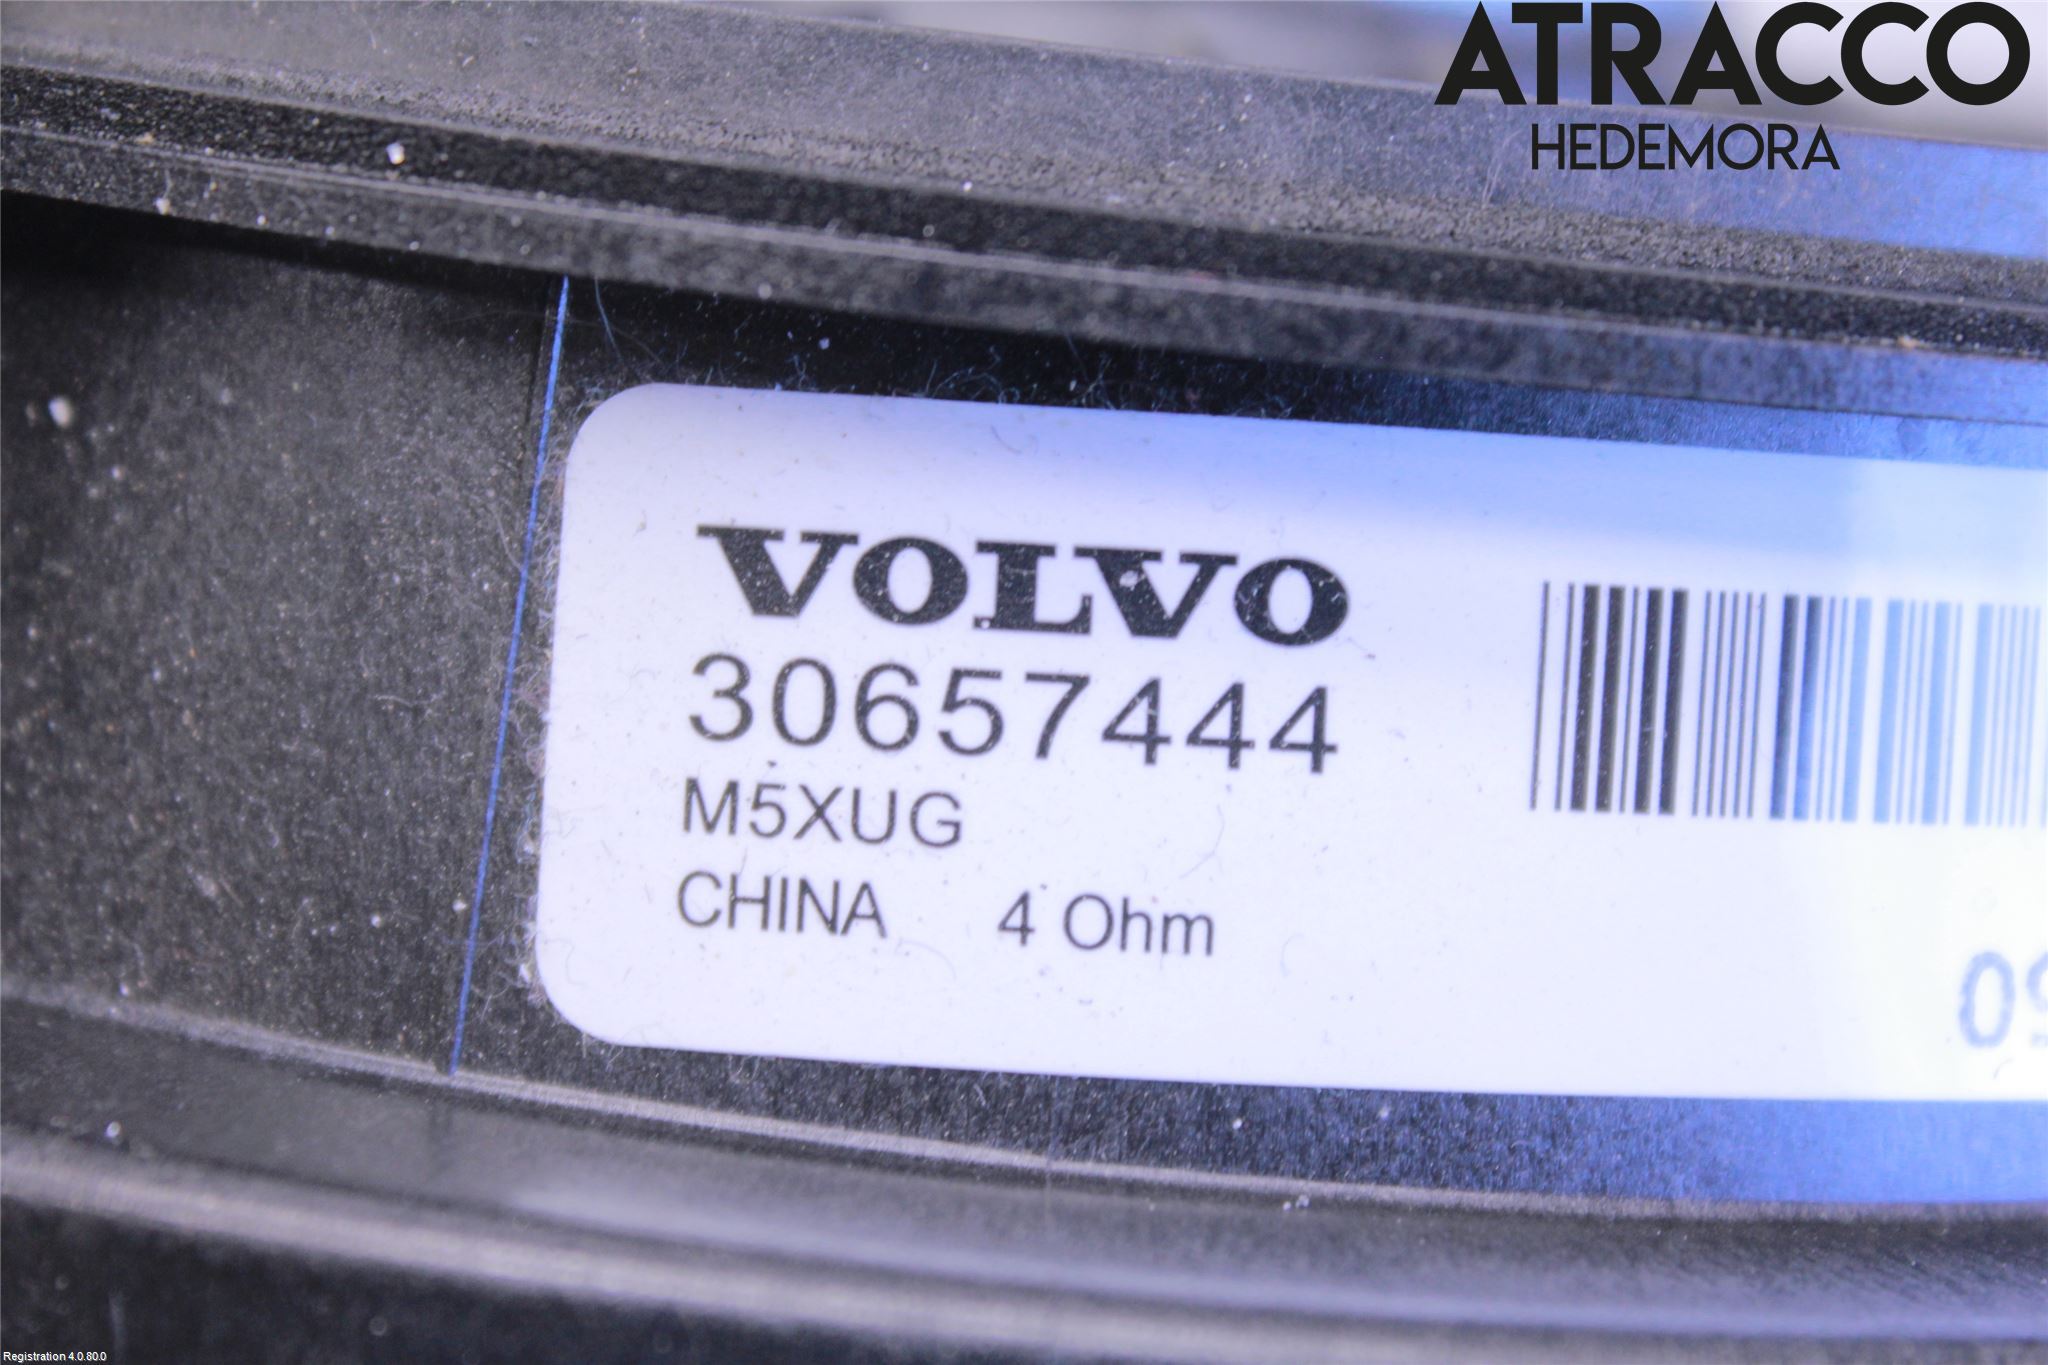 ATRACCO
HEDEMORA
VOLVO
30657444
M5XUG
CHINA 4 Ohm
Registration 4.0.80.0